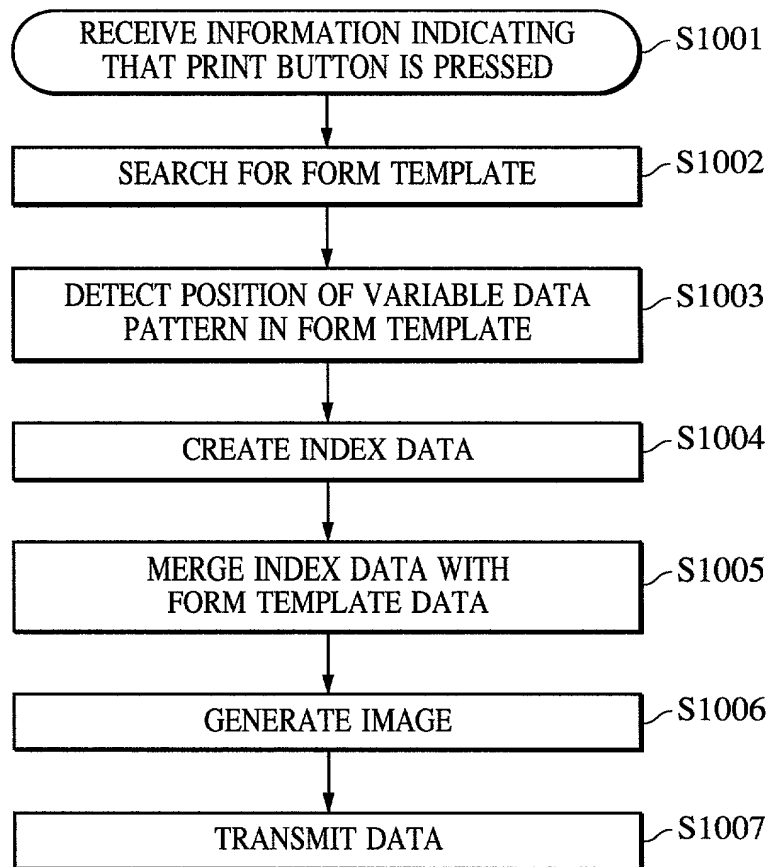 RECEIVE INFORMATION INDICATING
THAT PRINT BUTTON IS PRESSED
S1001
SEARCH FOR FORM TEMPLATE
S1002
DETECT POSITION OF VARIABLE DATA
PATTERN IN FORM TEMPLATE
S1003
CREATE INDEX DATA
S1004
MERGE INDEX DATA WITH
FORM TEMPLATE DATA
S1005
GENERATE IMAGE
S1006
TRANSMIT DATA
S1007